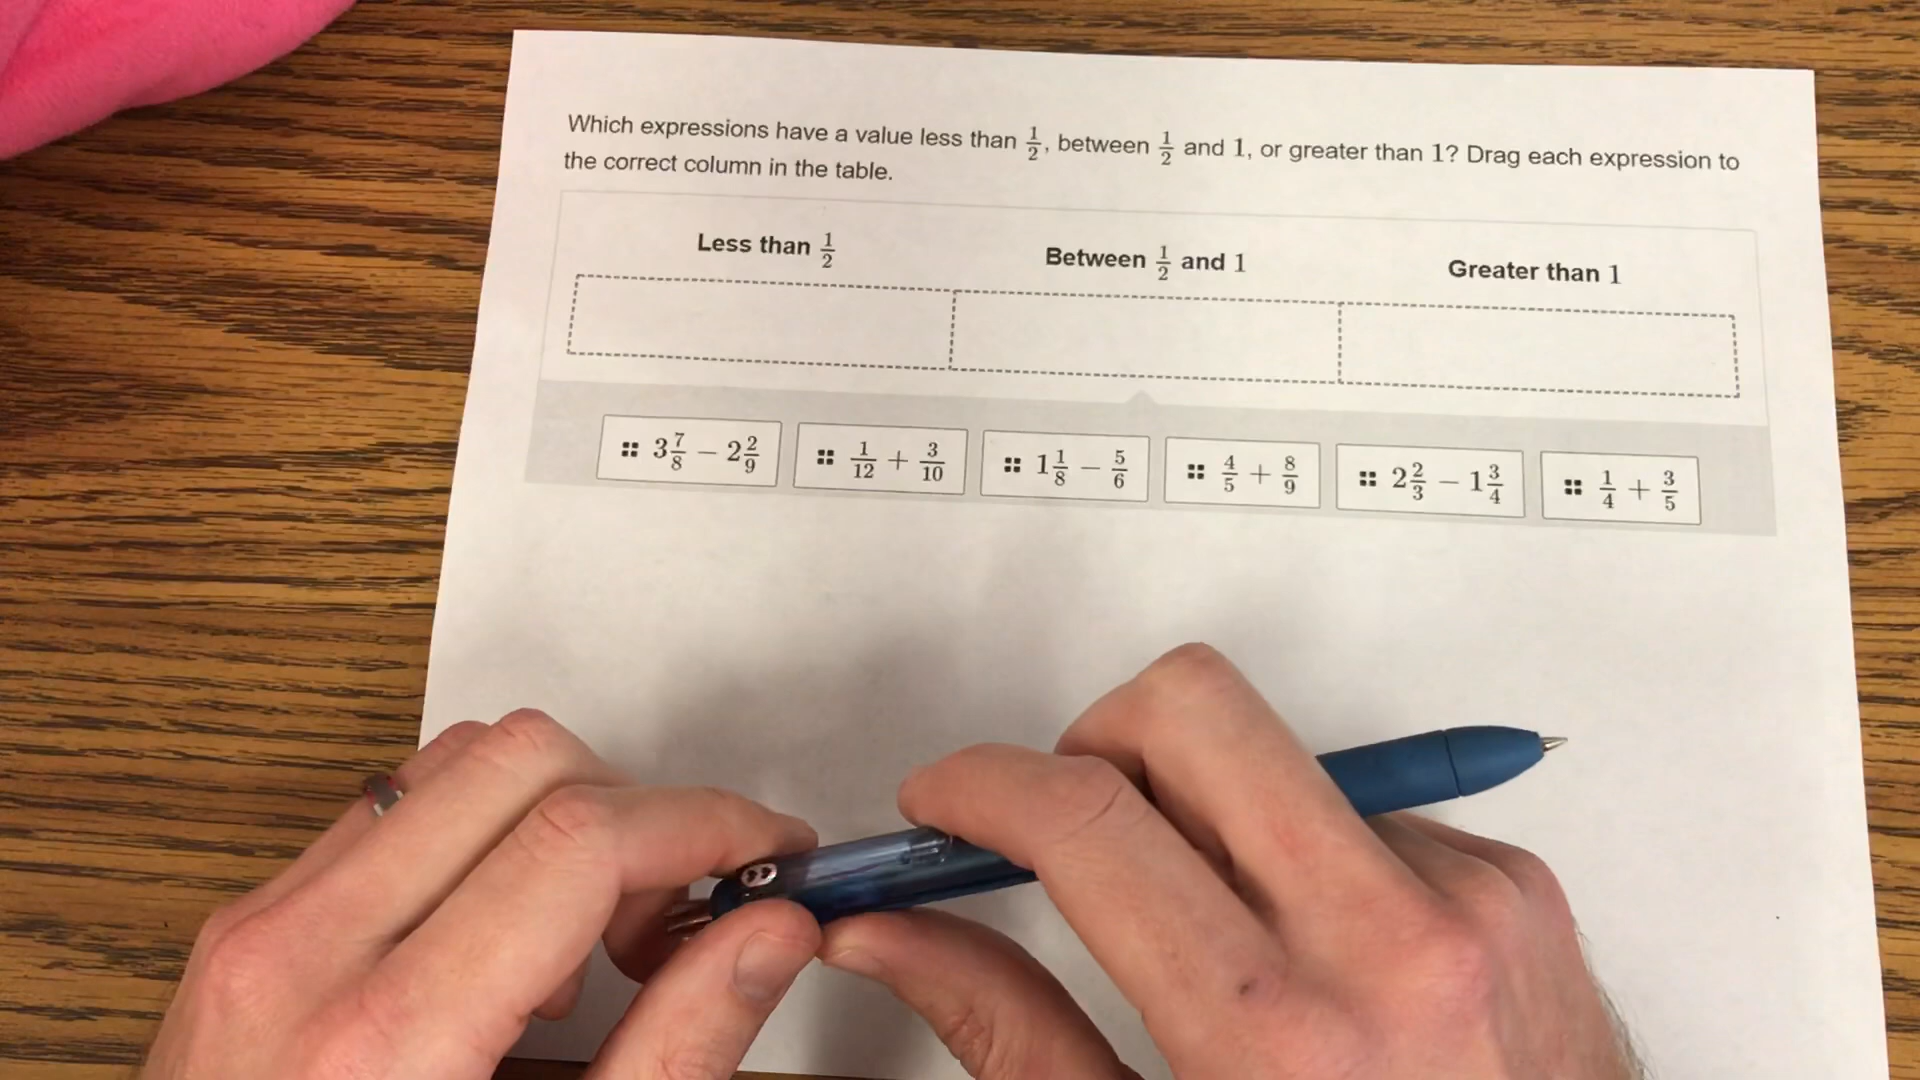 Which expressions have a value less than 1/2, between 1/2 and 1, or greater than 1? Drag each expression to
the correct column in the table.
Less than 1/2
Between 1/2 and 1
Greater than 1
3 7/8 − 2 2/9
1/12 + 3/10
1 1/8 − 5/6
4/5 + 8/9
2 2/3 − 1 3/4
1/4 + 3/5